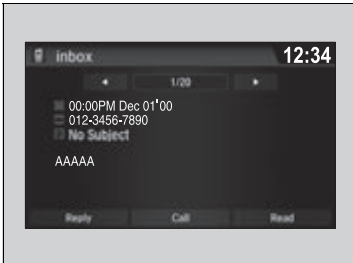 inbox 12:34
1/20
00:00PM Dec 01'00
012-3456-7890
No Subject
AAAAA
Reply Call Read